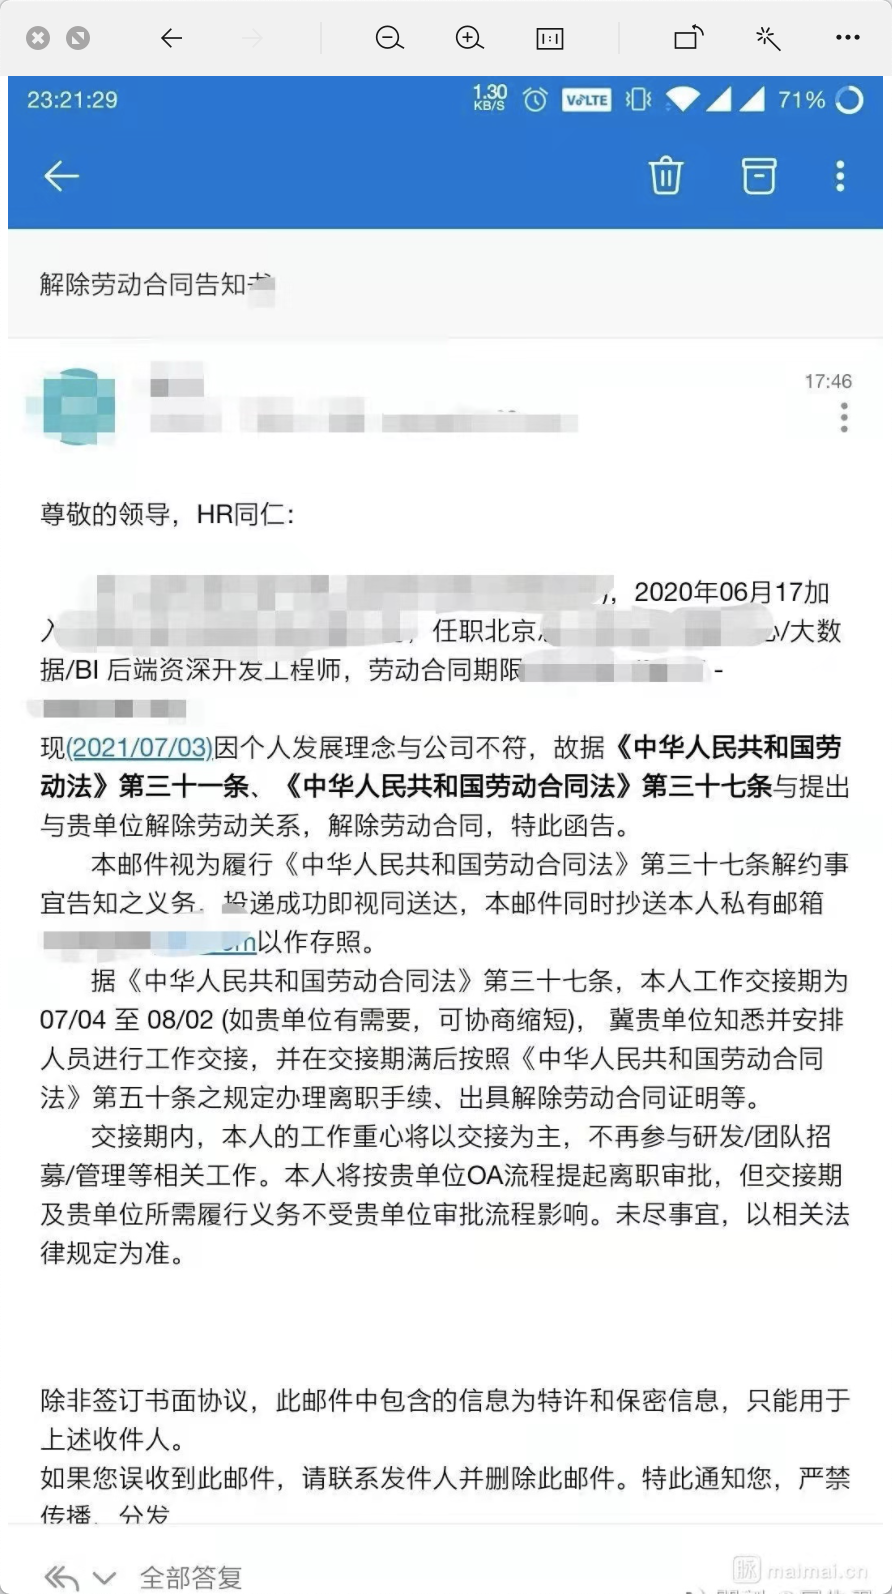 23:21:29
1.30
KB/S
VoLTE
71%
解除劳动合同告知书
17:46
尊敬的领导，HR同仁：
)，2020年06月17加
入，任职北京 心/大数
据/BI 后端资深开发工程师，劳动合同期限 -
现(2021/07/03)因个人发展理念与公司不符，故据《中华人民共和国劳
动法》第三十一条、《中华人民共和国劳动合同法》第三十七条与提出
与贵单位解除劳动关系，解除劳动合同，特此函告。
本邮件视为履行《中华人民共和国劳动合同法》第三十七条解约事
宜告知之义务，投递成功即视同送达，本邮件同时抄送本人私有邮箱
om以作存照。
据《中华人民共和国劳动合同法》第三十七条，本人工作交接期为
07/04 至 08/02 (如贵单位有需要，可协商缩短)， 冀贵单位知悉并安排
人员进行工作交接，并在交接期满后按照《中华人民共和国劳动合同
法》第五十条之规定办理离职手续、出具解除劳动合同证明等。
交接期内，本人的工作重心将以交接为主，不再参与研发/团队招
募/管理等相关工作。本人将按贵单位OA流程提起离职审批，但交接期
及贵单位所需履行义务不受贵单位审批流程影响。未尽事宜，以相关法
律规定为准。
除非签订书面协议，此邮件中包含的信息为特许和保密信息，只能用于
上述收件人。
如果您误收到此邮件，请联系发件人并删除此邮件。特此通知您，严禁
传播、分发
全部答复
脉 maimai.cn